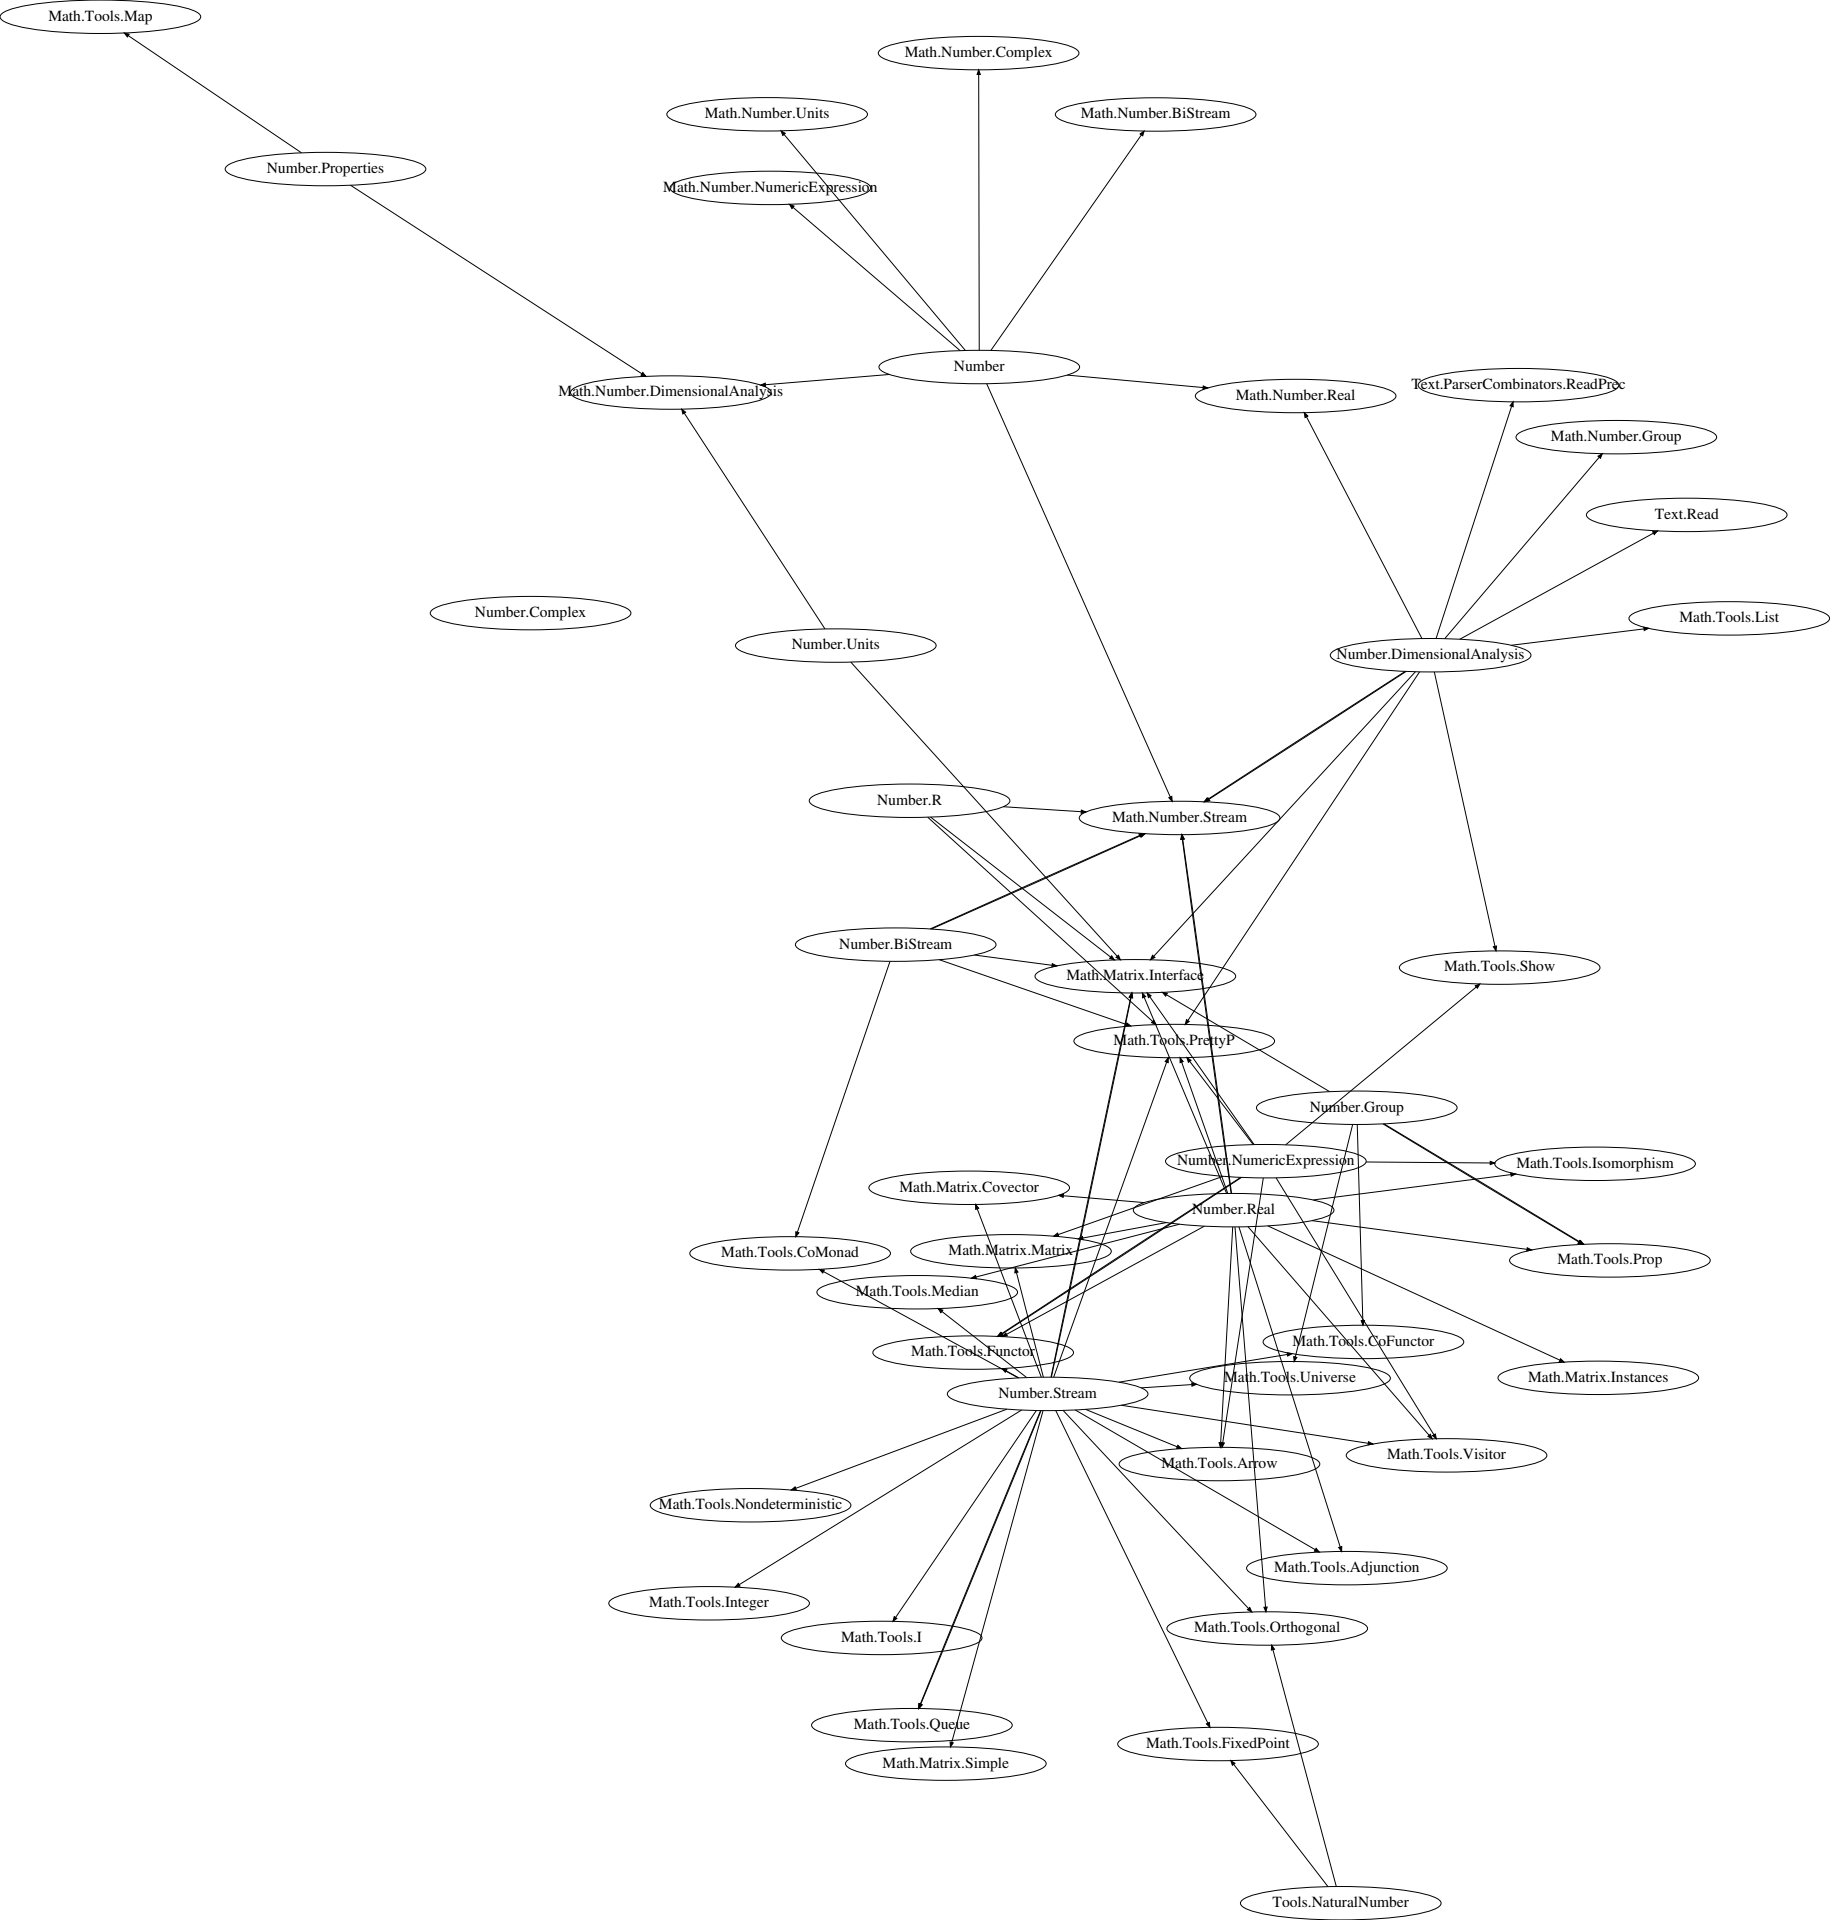 Math.Tools.Map
Math.Number.Complex
Math.Number.Units
Math.Number.BiStream
Number.Properties
Math.Number.NumericExpression
Number
Math.Number.DimensionalAnalysis
Math.Number.Real
Text.ParserCombinators.ReadPrec
Math.Number.Group
Text.Read
Number.Complex
Math.Tools.List
Number.Units
Number.DimensionalAnalysis
Number.R
Math.Number.Stream
Number.BiStream
Math.Tools.Show
Math.Matrix.Interface
Math.Tools.PrettyP
Number.Group
Number.NumericExpression
Math.Tools.Isomorphism
Math.Matrix.Covector
Number.Real
Math.Tools.CoMonad
Math.Matrix.Matrix
Math.Tools.Prop
Math.Tools.Median
Math.Tools.CoFunctor
Math.Tools.Functor
Math.Tools.Universe
Math.Matrix.Instances
Number.Stream
Math.Tools.Visitor
Math.Tools.Arrow
Math.Tools.Nondeterministic
Math.Tools.Adjunction
Math.Tools.Integer
Math.Tools.Orthogonal
Math.Tools.I
Math.Tools.Queue
Math.Tools.FixedPoint
Math.Matrix.Simple
Tools.NaturalNumber